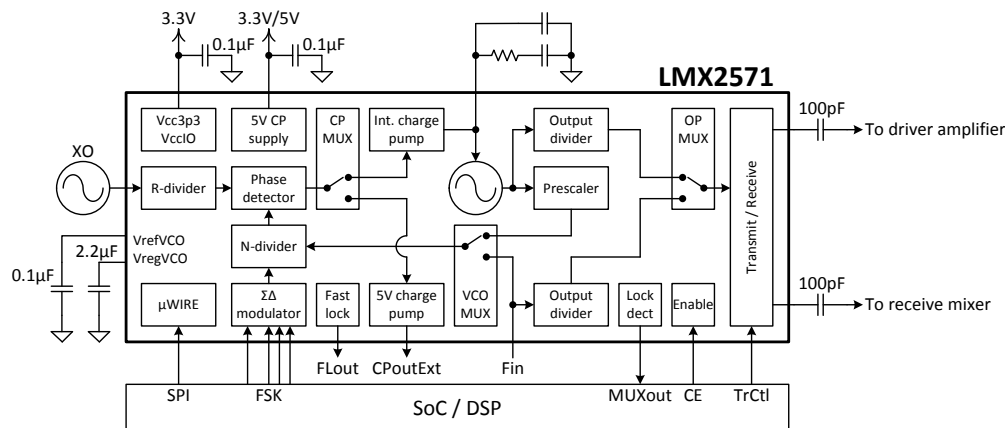 3.3V
3.3V/5V
0.1µF
0.1µF
LMX2571
100pF
To driver amplifier
Vcc3p3
VccIO
5V CP
supply
CP
MUX
Int. charge
pump
Output
divider
OP
MUX
XO
R-divider
Phase
detector
Prescaler
Transmit / Receive
VrefVCO
VregVCO
2.2µF
0.1µF
N-divider
100pF
To receive mixer
µWIRE
ΣΔ
modulator
Fast
lock
5V charge
pump
VCO
MUX
Output
divider
Lock
dect
Enable
FLout
CPoutExt
Fin
SPI
FSK
MUXout
CE
TrCtl
SoC / DSP